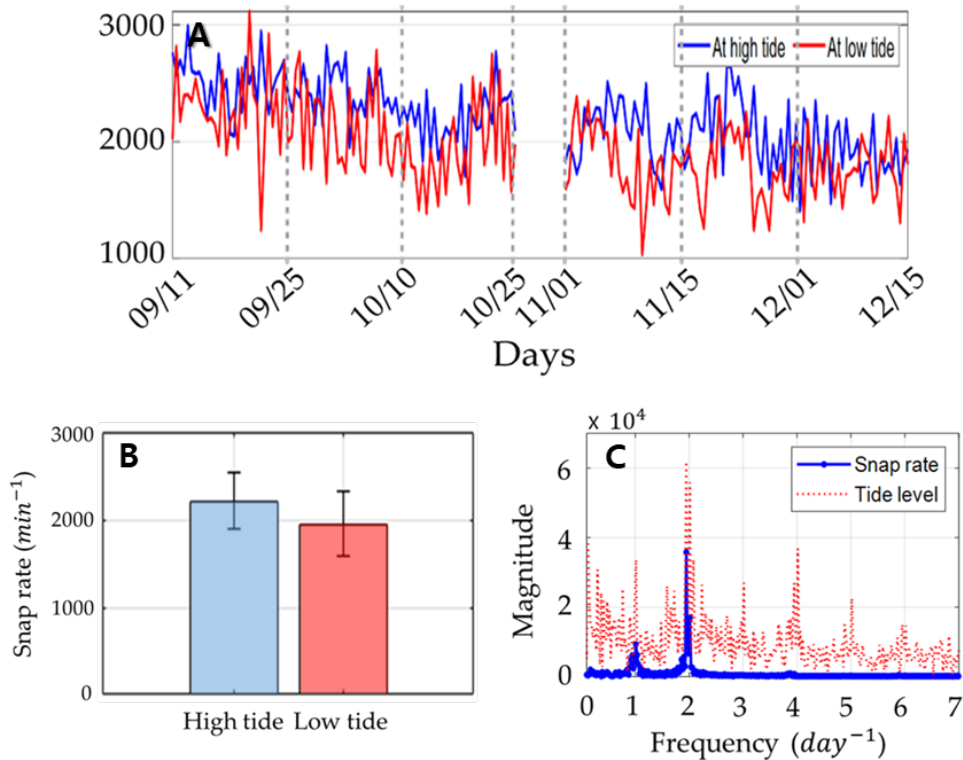 A
3000
2000
1000
At high tide At low tide
09/11 09/25 10/10 10/25 11/01 11/15 12/01 12/15
Days
B
Snap rate (min⁻¹)
3000
2000
1000
0
High tide Low tide
C
x 10⁴
Snap rate
Tide level
Magnitude
6
4
2
0
0 1 2 3 4 5 6 7
Frequency (day⁻¹)